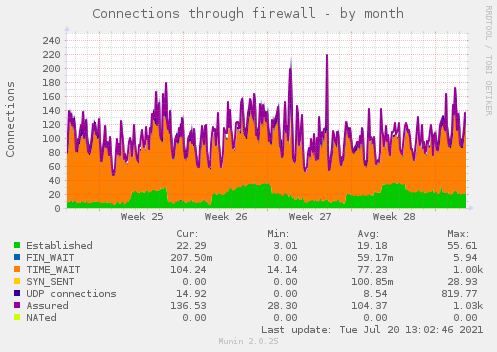 Connections through firewall - by month
RRDTOOL / TOBI OETIKER
Connections
240
220
200
180
160
140
120
100
80
60
40
20
0
Week 25 Week 26 Week 27 Week 28
Cur: Min: Avg: Max:
Established 22.29 3.01 19.18 55.61
FIN_WAIT 207.50m 0.00 59.17m 5.94
TIME_WAIT 104.24 14.14 77.23 1.00k
SYN_SENT 0.00 0.00 100.85m 28.93
UDP connections 14.92 0.00 8.54 819.77
Assured 136.53 28.30 104.37 1.03k
NATed 0.00 0.00 0.00 0.00
Last update: Tue Jul 20 13:02:46 2021
Munin 2.0.25